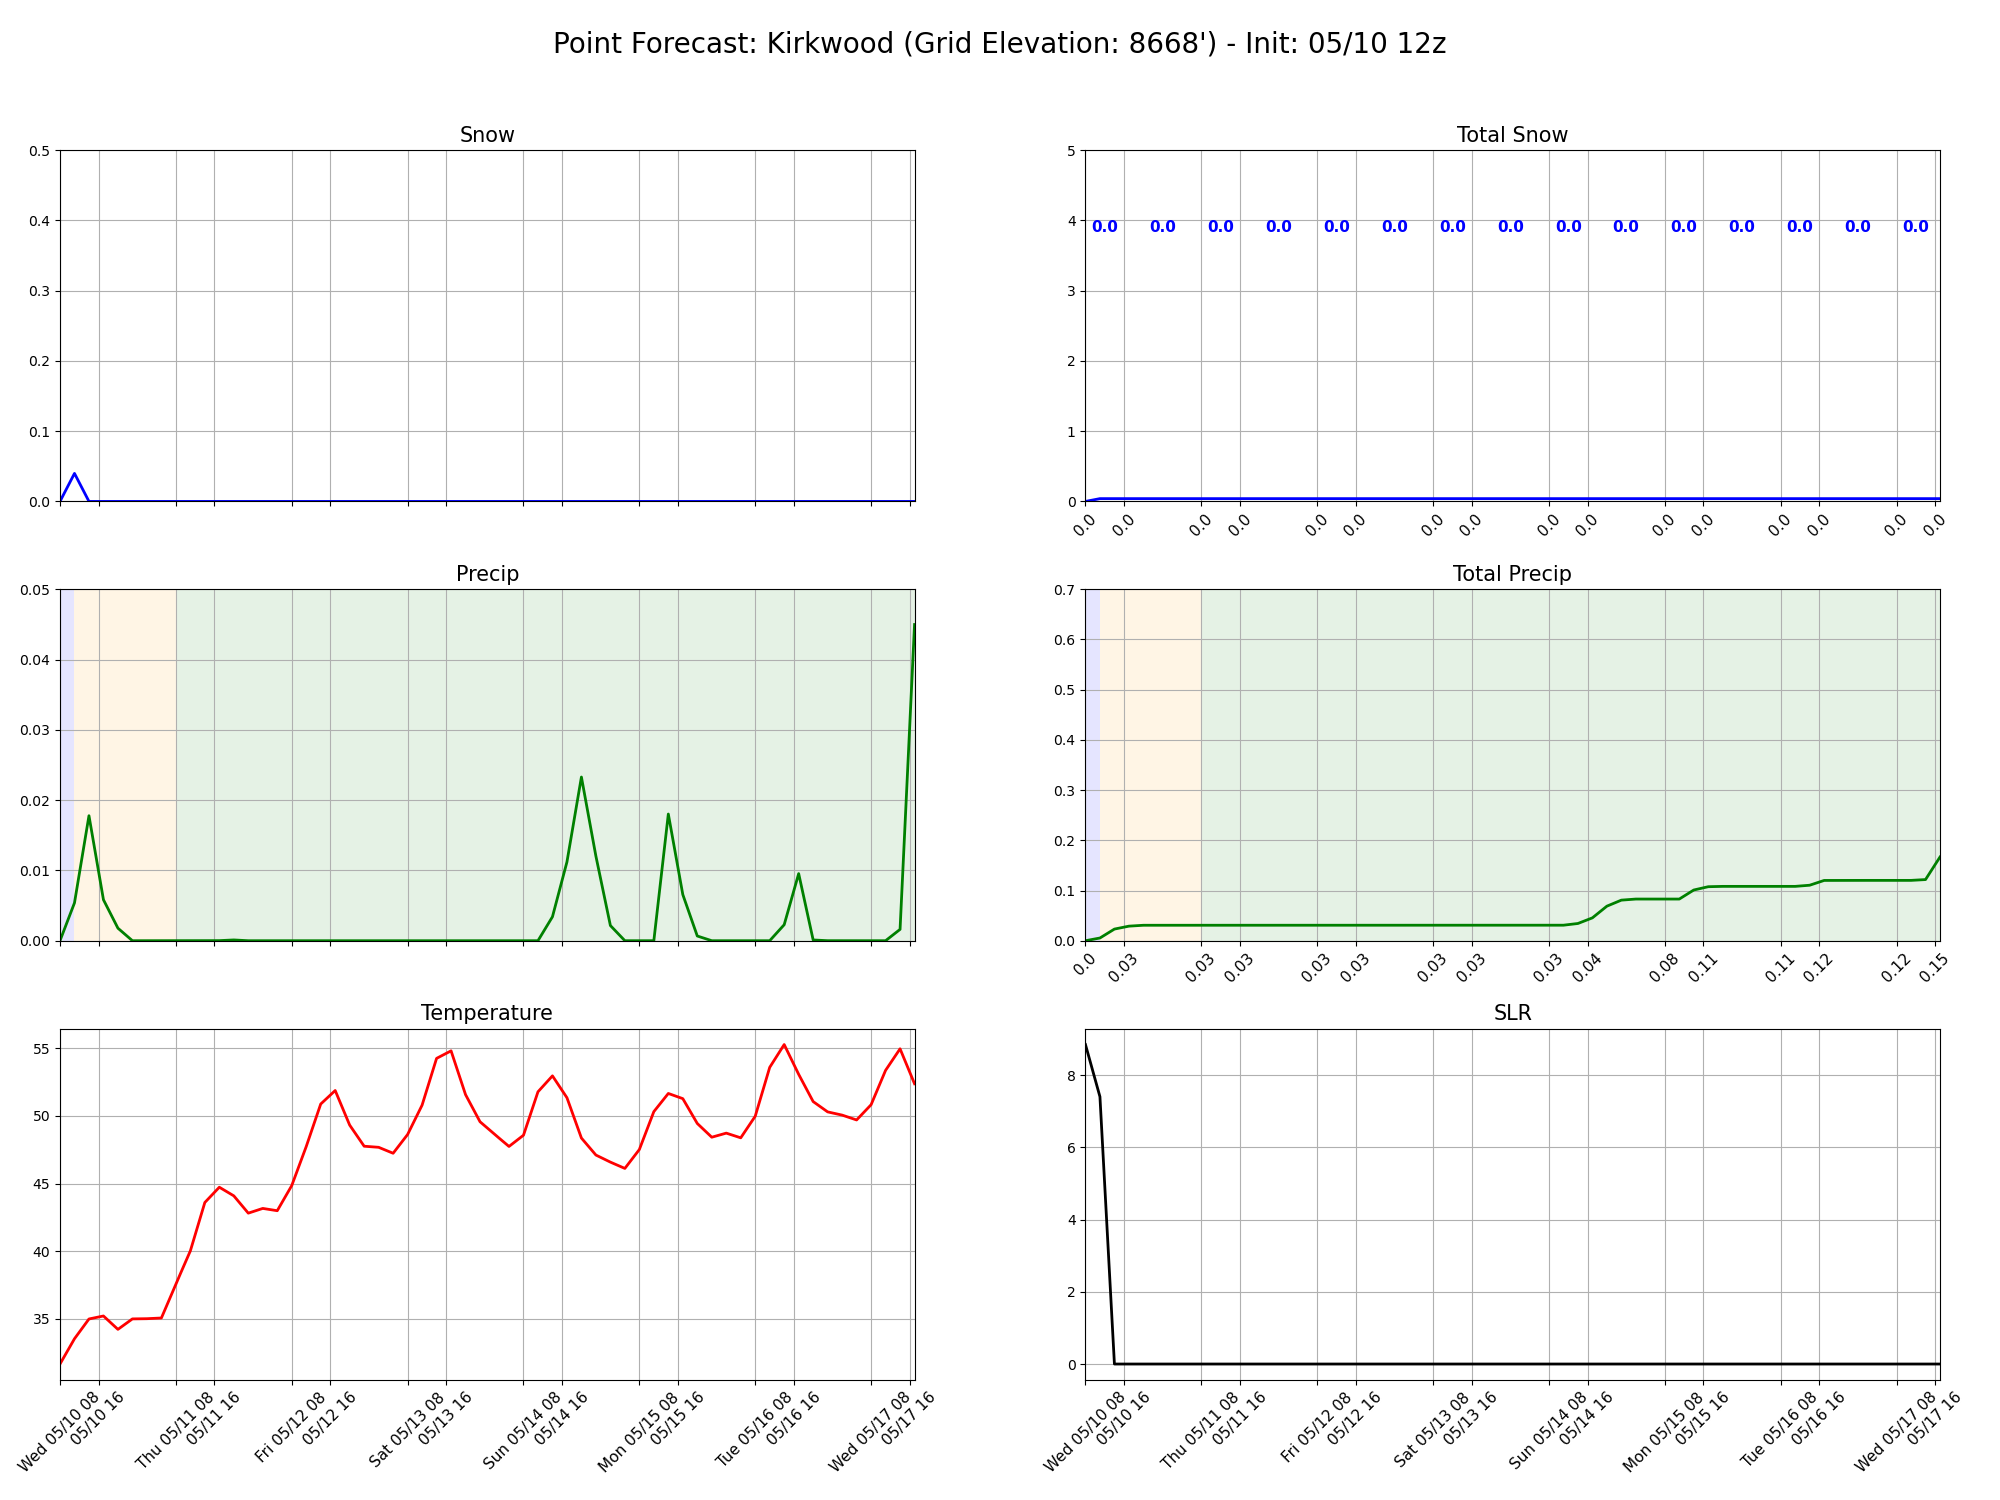 Point Forecast: Kirkwood (Grid Elevation: 8668') - Init: 05/10 12z
Snow
0.5
0.4
0.3
0.2
0.1
0.0
Total Snow
5
4
3
2
1
0
0.0 0.0 0.0 0.0 0.0 0.0 0.0 0.0 0.0 0.0 0.0 0.0 0.0 0.0 0.0
0.0 0.0 0.0 0.0 0.0 0.0 0.0 0.0 0.0 0.0 0.0 0.0 0.0 0.0 0.0 0.0
Precip
0.05
0.04
0.03
0.02
0.01
0.00
Total Precip
0.7
0.6
0.5
0.4
0.3
0.2
0.1
0.0
0.0 0.03 0.03 0.03 0.03 0.03 0.03 0.03 0.03 0.04 0.08 0.11 0.11 0.12 0.12 0.15
Temperature
55
50
45
40
35
Wed 05/10 08
05/10 16
Thu 05/11 08
05/11 16
Fri 05/12 08
05/12 16
Sat 05/13 08
05/13 16
Sun 05/14 08
05/14 16
Mon 05/15 08
05/15 16
Tue 05/16 08
05/16 16
Wed 05/17 08
05/17 16
SLR
8
6
4
2
0
Wed 05/10 08
05/10 16
Thu 05/11 08
05/11 16
Fri 05/12 08
05/12 16
Sat 05/13 08
05/13 16
Sun 05/14 08
05/14 16
Mon 05/15 08
05/15 16
Tue 05/16 08
05/16 16
Wed 05/17 08
05/17 16